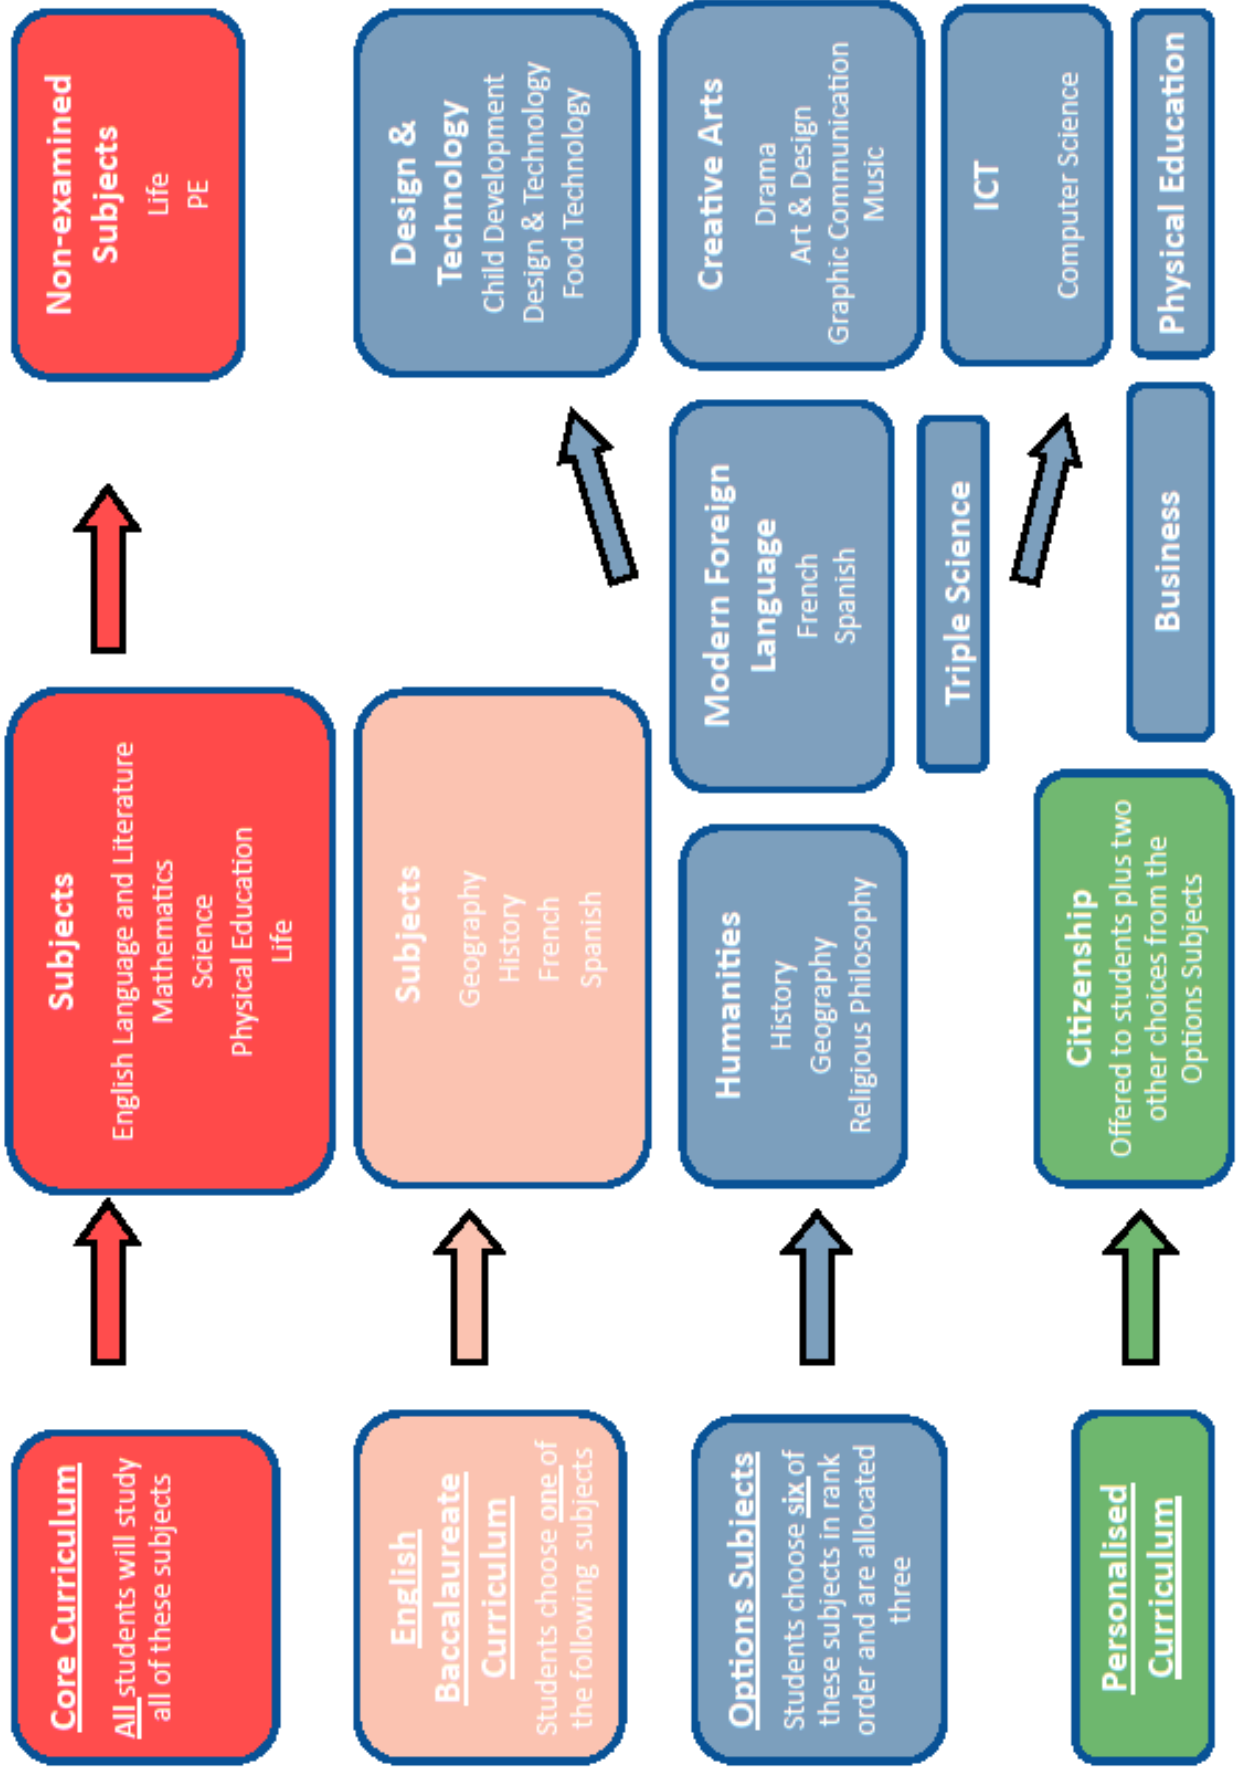 Core Curriculum
All students will study
all of these subjects
Subjects
English Language and Literature
Mathematics
Science
Physical Education
Life
Non-examined
Subjects
Life
PE
English
Baccalaureate
Curriculum
Students choose one of
the following subjects
Subjects
Geography
History
French
Spanish
Design &
Technology
Child Development
Design & Technology
Food Technology
Options Subjects
Students choose six of
these subjects in rank
order and are allocated
three
Humanities
History
Geography
Religious Philosophy
Modern Foreign
Language
French
Spanish
Creative Arts
Drama
Art & Design
Graphic Communication
Music
Triple Science
ICT
Computer Science
Personalised
Curriculum
Citizenship
Offered to students plus two
other choices from the
Options Subjects
Business
Physical Education